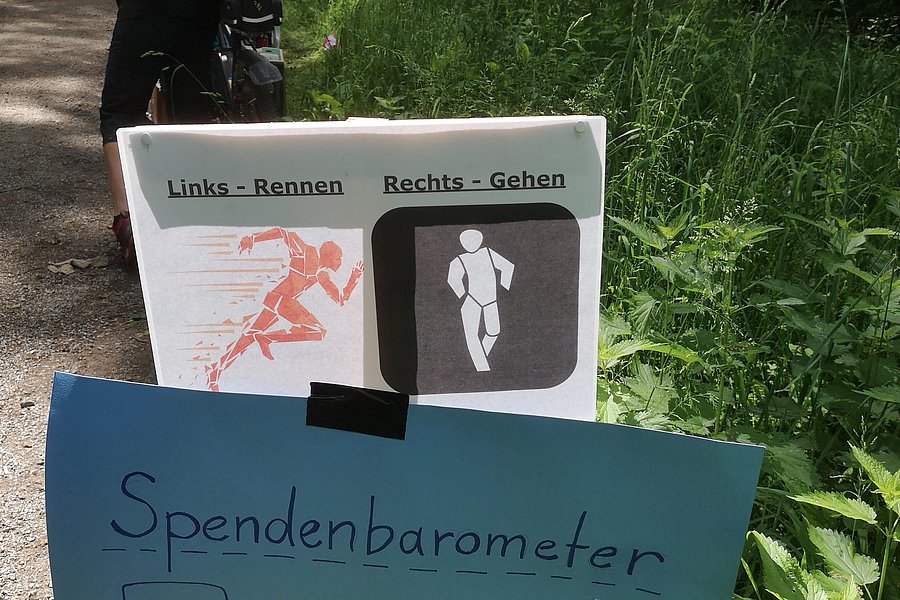 Links - Rennen Rechts - Gehen
Spendenbarometer